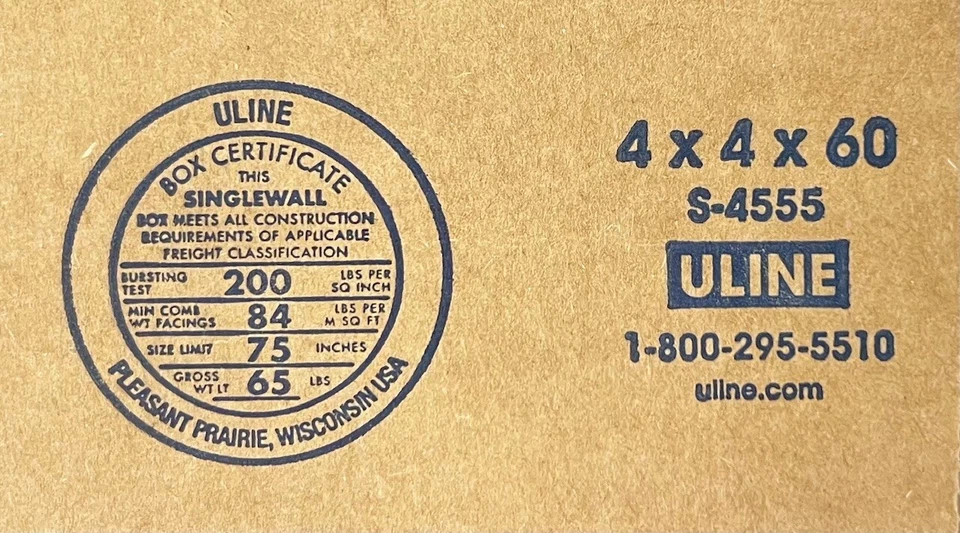 ULINE
BOX CERTIFICATE
THIS
SINGLEWALL
BOX MEETS ALL CONSTRUCTION
REQUIREMENTS OF APPLICABLE
FREIGHT CLASSIFICATION
BURSTING TEST 200 LBS PER SQ INCH
MIN COMB WT FACINGS 84 LBS PER M SQ FT
SIZE LIMIT 75 INCHES
GROSS WT LT 65 LBS
PLEASANT PRAIRIE, WISCONSIN USA
4 x 4 x 60
S-4555
ULINE
1-800-295-5510
uline.com